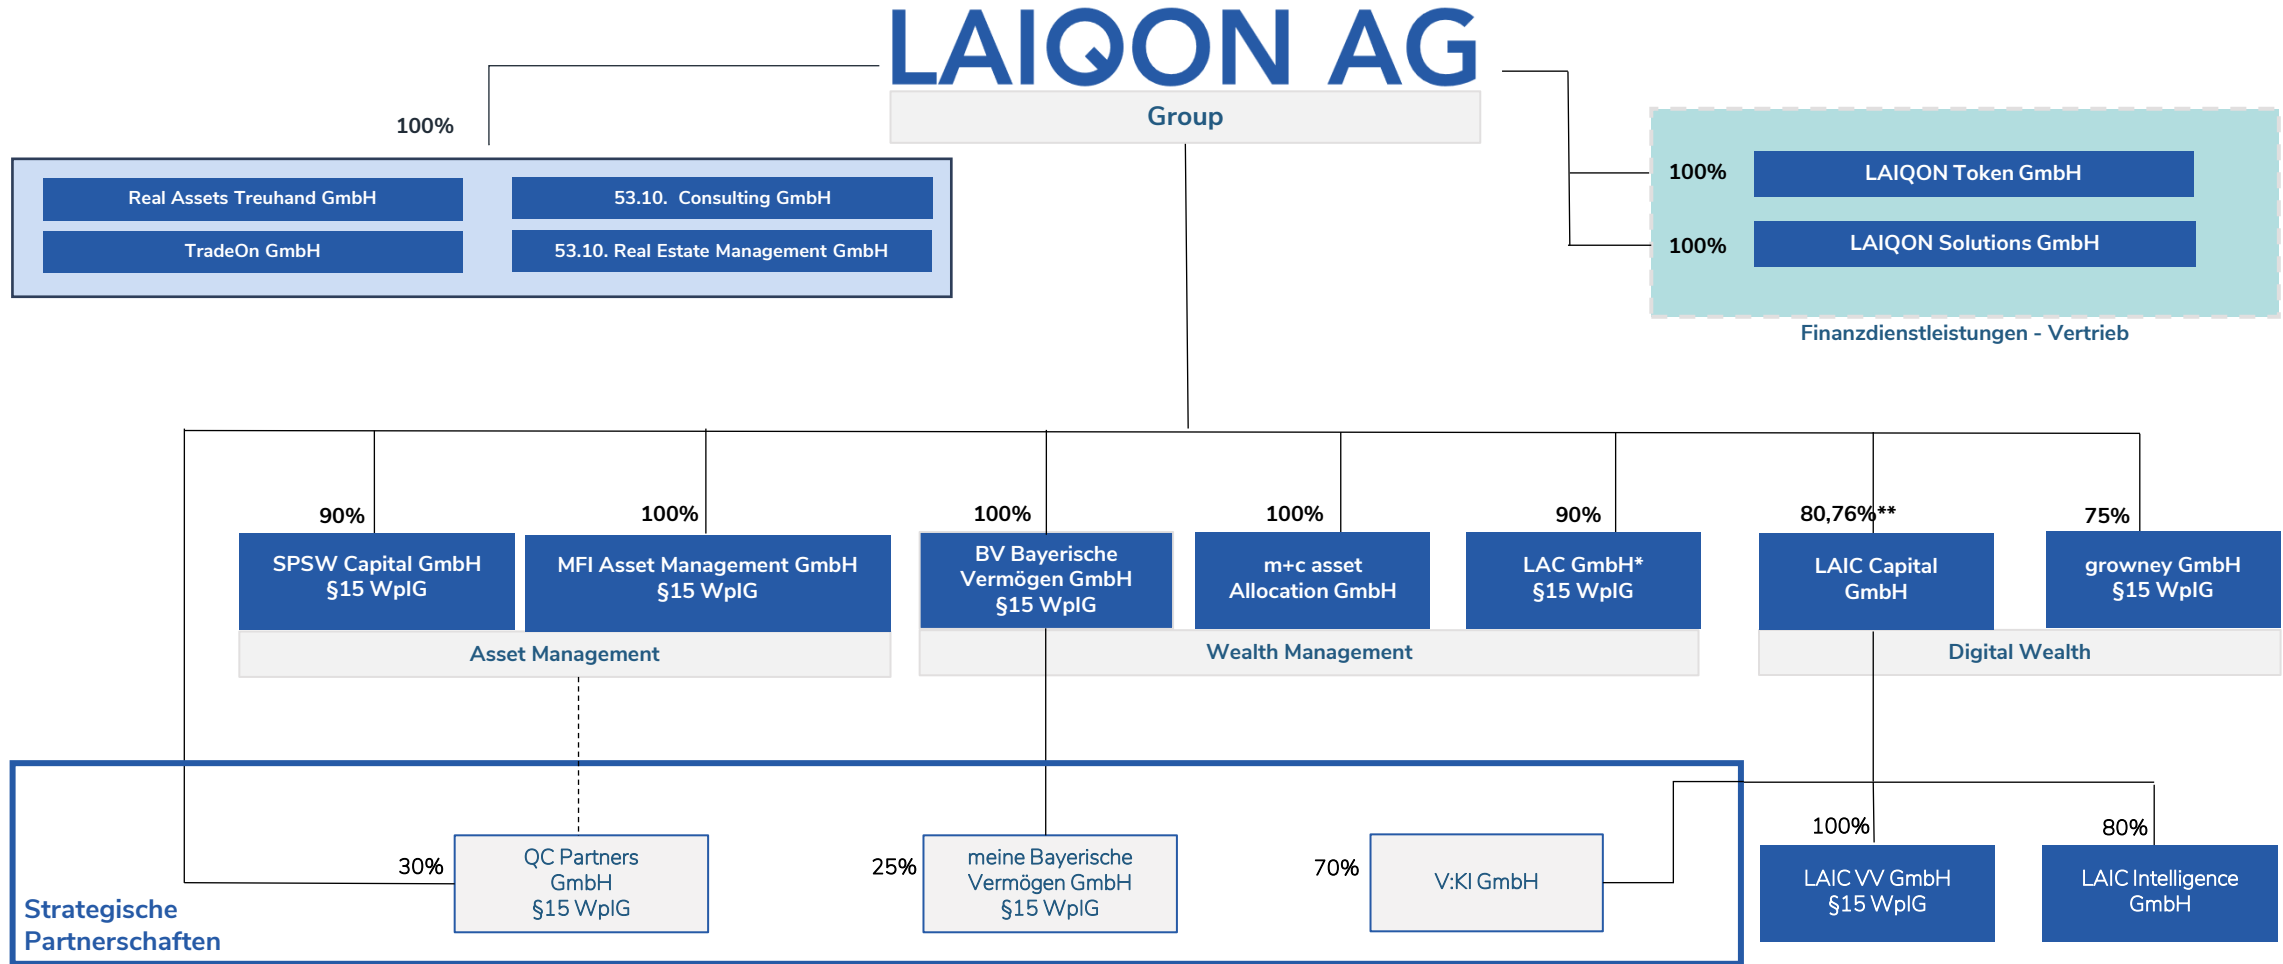 LAIQON AG
Group
100%
Real Assets Treuhand GmbH
53.10.  Consulting GmbH
TradeOn GmbH
53.10. Real Estate Management GmbH
100%
LAIQON Token GmbH
100%
LAIQON Solutions GmbH
Finanzdienstleistungen - Vertrieb
90%
SPSW Capital GmbH
§15 WpIG
100%
MFI Asset Management GmbH
§15 WpIG
Asset Management
100%
BV Bayerische
Vermögen GmbH
§15 WpIG
100%
m+c asset
Allocation GmbH
90%
LAC GmbH*
§15 WpIG
Wealth Management
80,76%**
LAIC Capital
GmbH
75%
growney GmbH
§15 WpIG
Digital Wealth
Strategische
Partnerschaften
30%
QC Partners
GmbH
§15 WpIG
25%
meine Bayerische
Vermögen GmbH
§15 WpIG
70%
V:KI GmbH
100%
LAIC VV GmbH
§15 WpIG
80%
LAIC Intelligence
GmbH